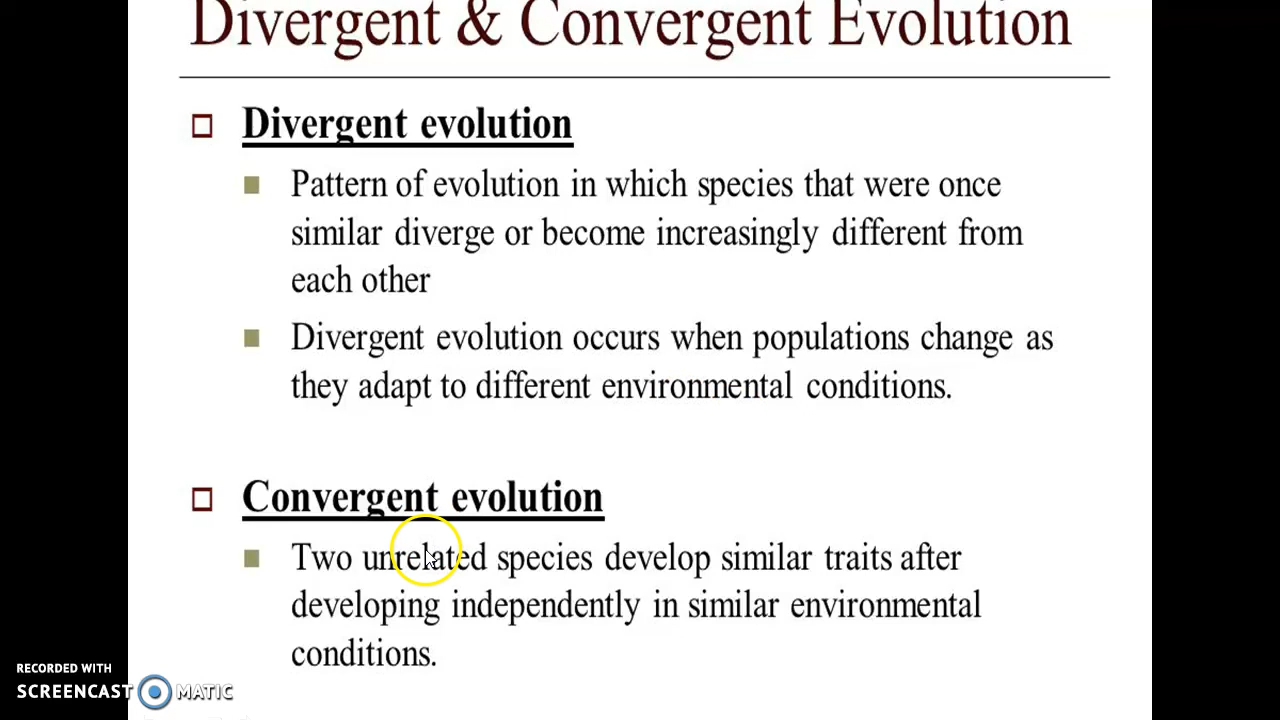 Divergent & Convergent Evolution
Divergent evolution
Pattern of evolution in which species that were once
similar diverge or become increasingly different from
each other
Divergent evolution occurs when populations change as
they adapt to different environmental conditions.
Convergent evolution
Two unrelated species develop similar traits after
developing independently in similar environmental
conditions.
RECORDED WITH
SCREENCAST MATIC